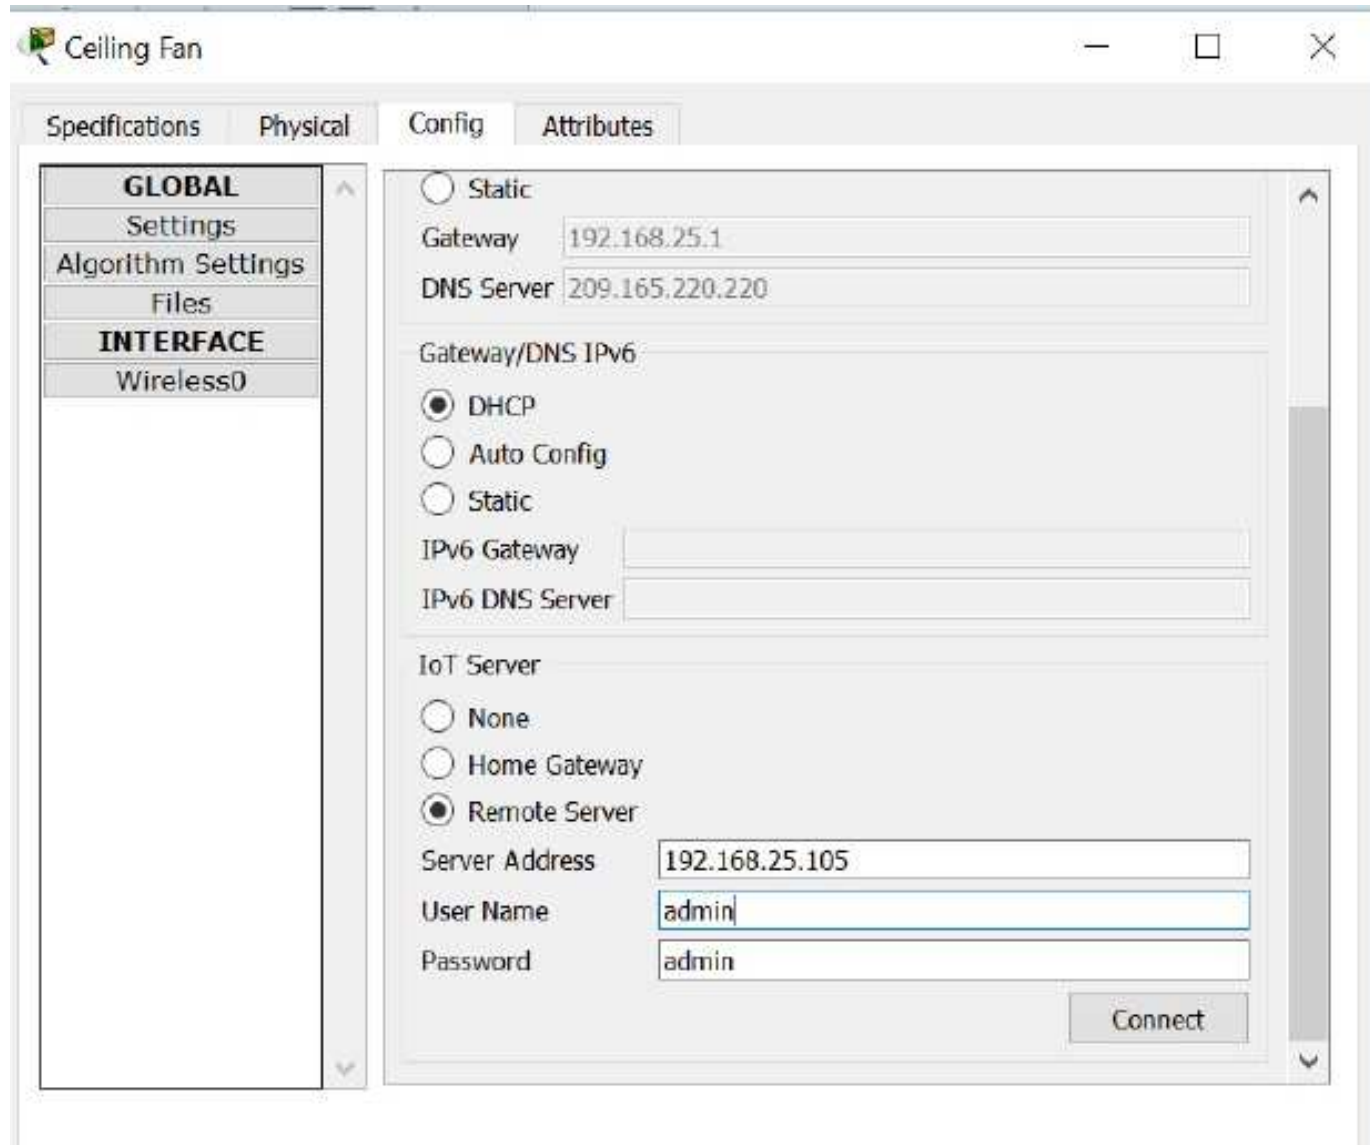 Ceiling Fan
Specifications Physical Config Attributes
GLOBAL
Settings
Algorithm Settings
Files
INTERFACE
Wireless0
Static
Gateway 192.168.25.1
DNS Server 209.165.220.220
Gateway/DNS IPv6
DHCP
Auto Config
Static
IPv6 Gateway
IPv6 DNS Server
IoT Server
None
Home Gateway
Remote Server
Server Address 192.168.25.105
User Name admin
Password admin
Connect